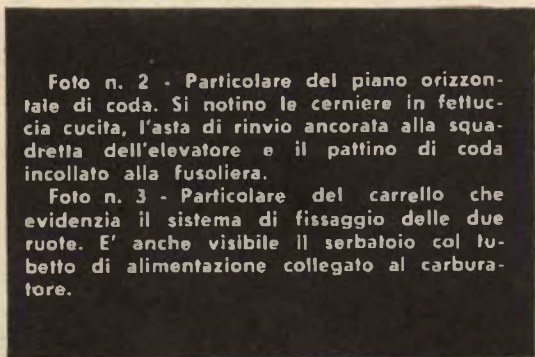 Foto n. 2 - Particolare del piano orizzon-
tale di coda. Si notino le cerniere in fettuc-
cia cucita, l'asta di rinvio ancorata alla squa-
dretta dell'elevatore e il pattino di coda
incollato alla fusoliera.
Foto n. 3 - Particolare del carrello che
evidenzia il sistema di fissaggio delle due
ruote. E' anche visibile il serbatoio col tu-
betto di alimentazione collegato al carbura-
tore.